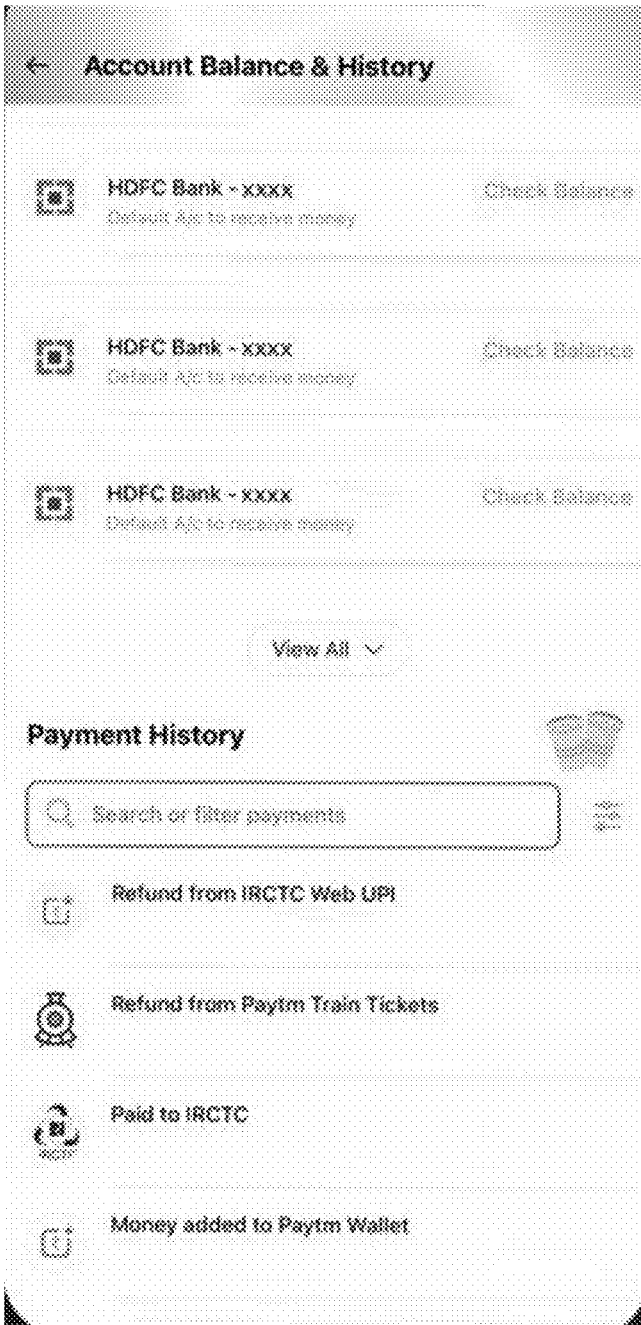 Account Balance & History
HDFC Bank - xxxx
Check Balance
Default A/c to receive money
HDFC Bank - xxxx
Check Balance
Default A/c to receive money
HDFC Bank - xxxx
Check Balance
Default A/c to receive money
View All
Payment History
Search or filter payments
Refund from IRCTC Web UPI
Refund from Paytm Train Tickets
Paid to IRCTC
Money added to Paytm Wallet